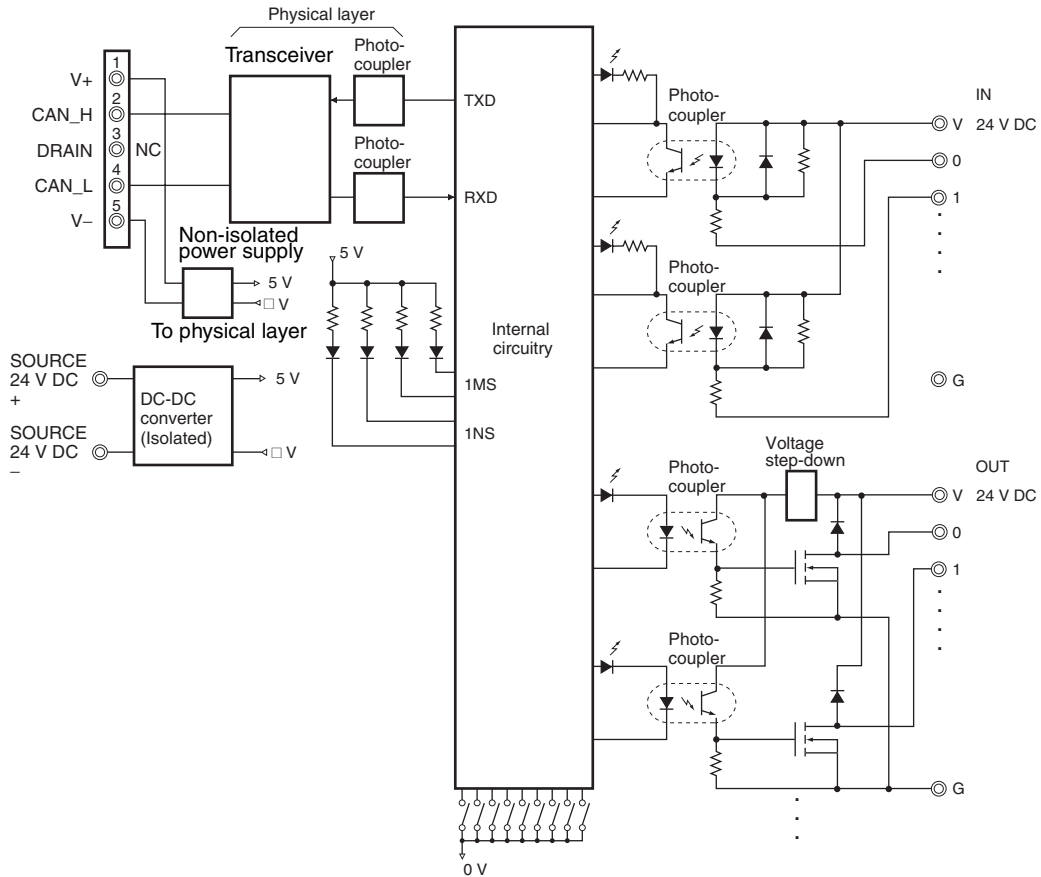 Physical layer
Transceiver
Photo-
coupler
1
V+
2
CAN_H
3
DRAIN
NC
4
CAN_L
5
V−
Photo-
coupler
TXD
RXD
Non-isolated
power supply
5 V
□ V
To physical layer
5 V
Internal
circuitry
1MS
1NS
SOURCE
24 V DC
+
SOURCE
24 V DC
−
DC-DC
converter
(Isolated)
5 V
□ V
0 V
Photo-
coupler
IN
V 24 V DC
0
1
Photo-
coupler
G
Photo-
coupler
Voltage
step-down
OUT
V 24 V DC
0
1
Photo-
coupler
G